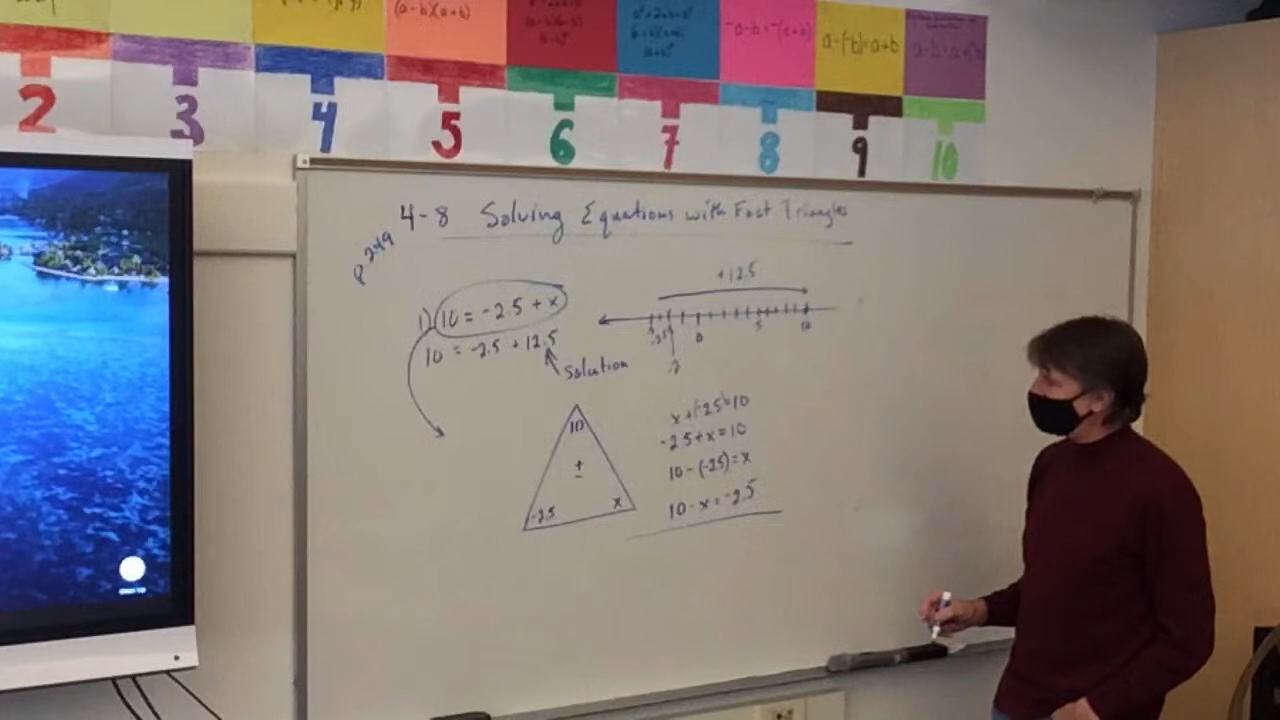 (a-b)(a+b)
-a-b=-(a+b)
a-(-b)=a+b
2 3 4 5 6 7 8 9 10
4-8 Solving Equations with Fact Triangles
p 249
1) 10 = -2.5 + x
10 = -2.5 + 12.5
Solution
+12.5
0 5 10
-2
10
+
-
-2.5 x
x+(-2.5)=10
-2.5+x=10
10-(-2.5)=x
10-x=-2.5